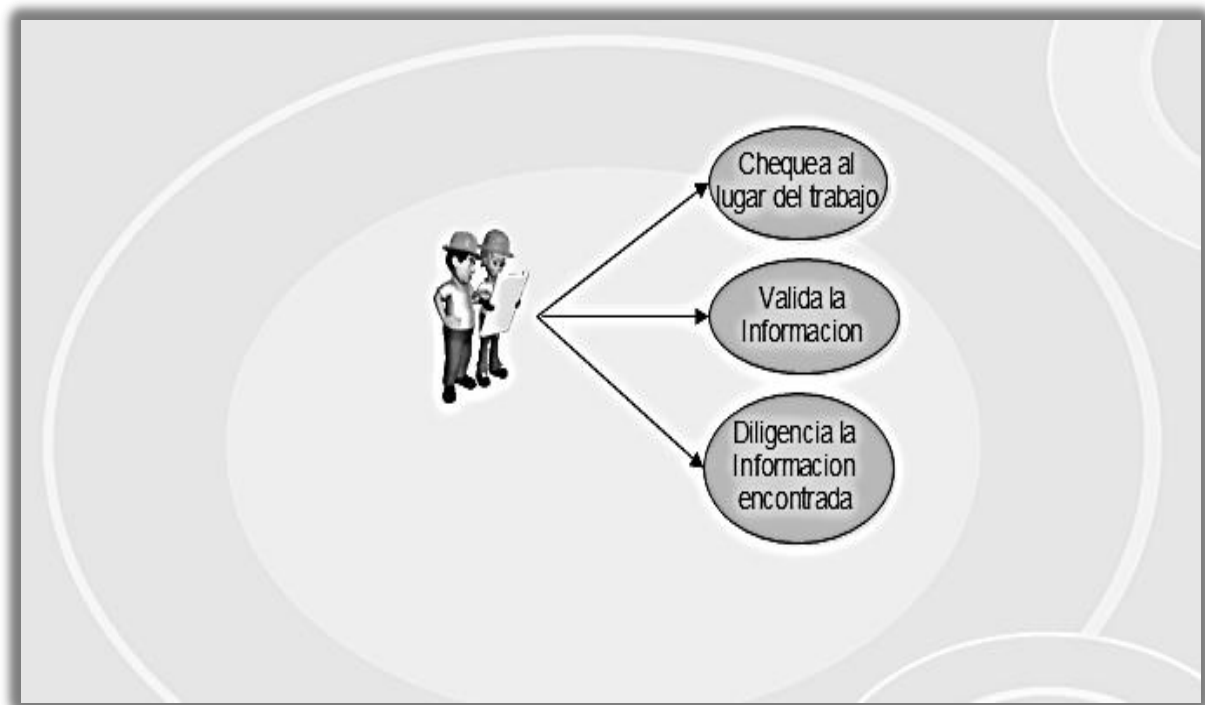 Chequea al
lugar del trabajo
Valida la
Informacion
Diligencia la
Informacion
encontrada